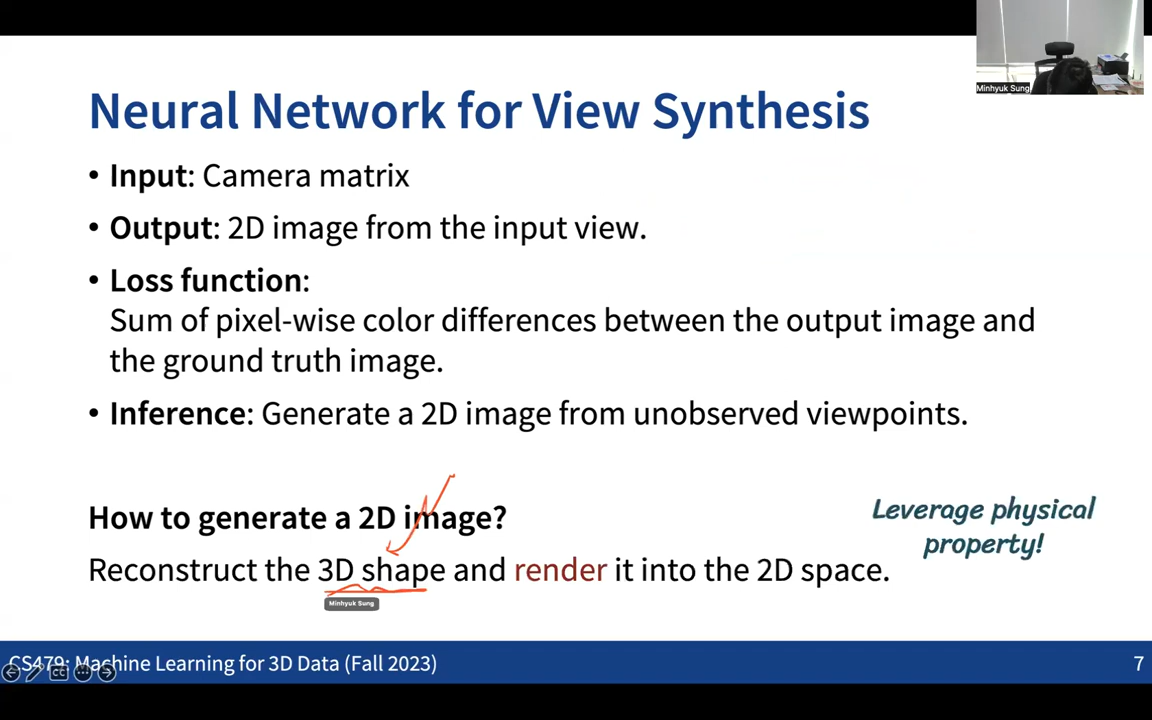 Minhyuk Sung
Neural Network for View Synthesis
• Input: Camera matrix
• Output: 2D image from the input view.
• Loss function:
Sum of pixel-wise color differences between the output image and
the ground truth image.
• Inference: Generate a 2D image from unobserved viewpoints.
How to generate a 2D image?
Reconstruct the 3D shape and render it into the 2D space.
Leverage physical
property!
Minhyuk Sung
CS479: Machine Learning for 3D Data (Fall 2023)
7
CC